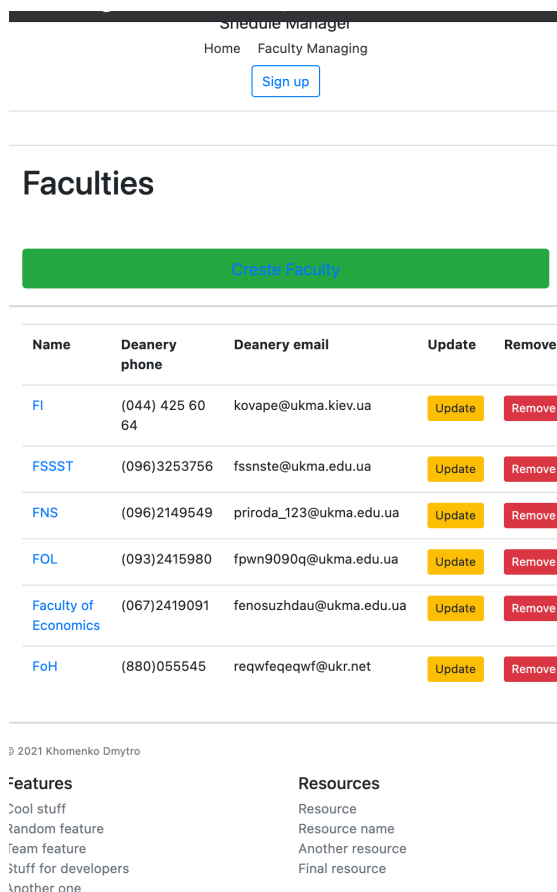 Shedule Manager
Home Faculty Managing
Sign up
Faculties
Creste Faculty
Name Deanery phone Deanery email Update Remove
FI (044) 425 60 64 kovape@ukma.kiev.ua Update Remove
FSSST (096)3253756 fssnste@ukma.edu.ua Update Remove
FNS (096)2149549 priroda_123@ukma.edu.ua Update Remove
FOL (093)2415980 fpwn9090q@ukma.edu.ua Update Remove
Faculty of Economics (067)2419091 fenosuzhdau@ukma.edu.ua Update Remove
FoH (880)055545 reqwfeqeqwf@ukr.net Update Remove
© 2021 Khomenko Dmytro
Features Resources
Cool stuff Resource
Random feature Resource name
Team feature Another resource
Stuff for developers Final resource
Another one